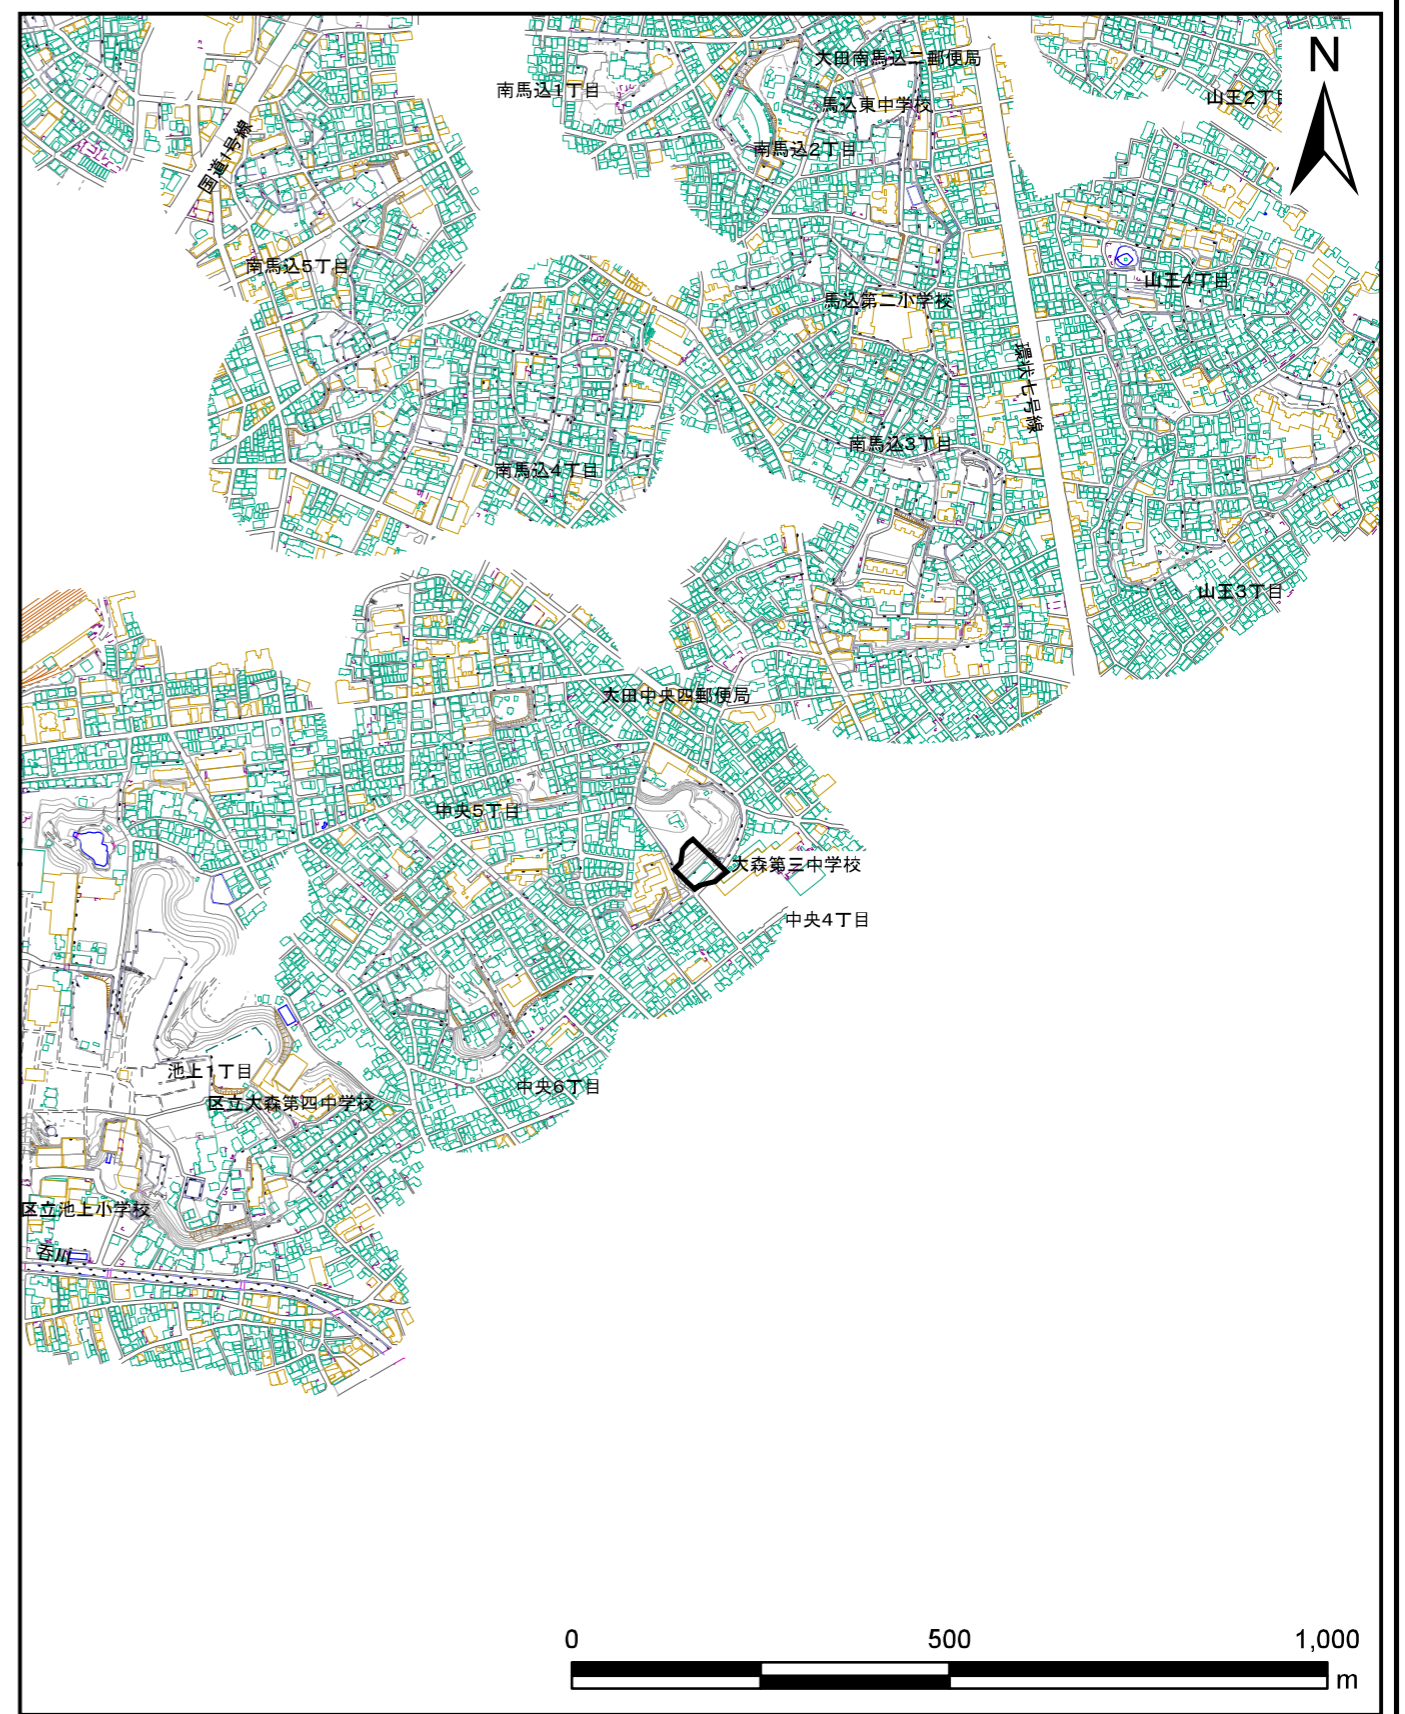 N
大田南馬込二郵便局
南馬込1丁目
山王2丁目
馬込東中学校
国道1号線
南馬込2丁目
南馬込5丁目
山王4丁目
馬込第二小学校
環状七号線
南馬込3丁目
南馬込4丁目
山王3丁目
大田中央四郵便局
中央5丁目
大森第三中学校
中央4丁目
池上1丁目
中央6丁目
区立大森第四中学校
区立池上小学校
呑川
0 500 1,000
m